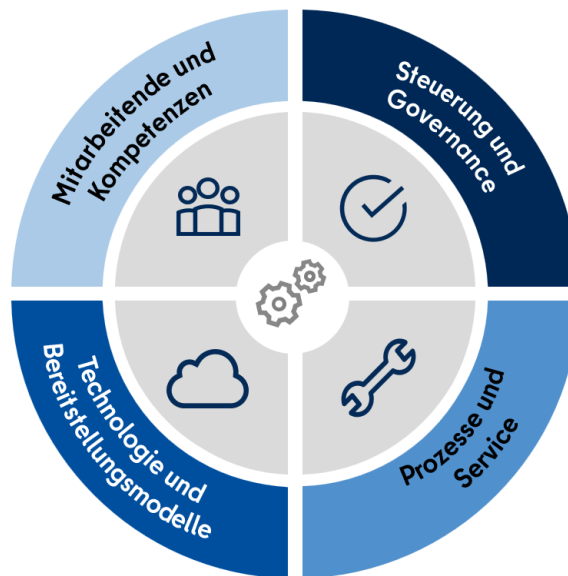 Mitarbeitende und
Kompetenzen
Steuerung und
Governance
Technologie und
Bereitstellungsmodelle
Prozesse und
Service